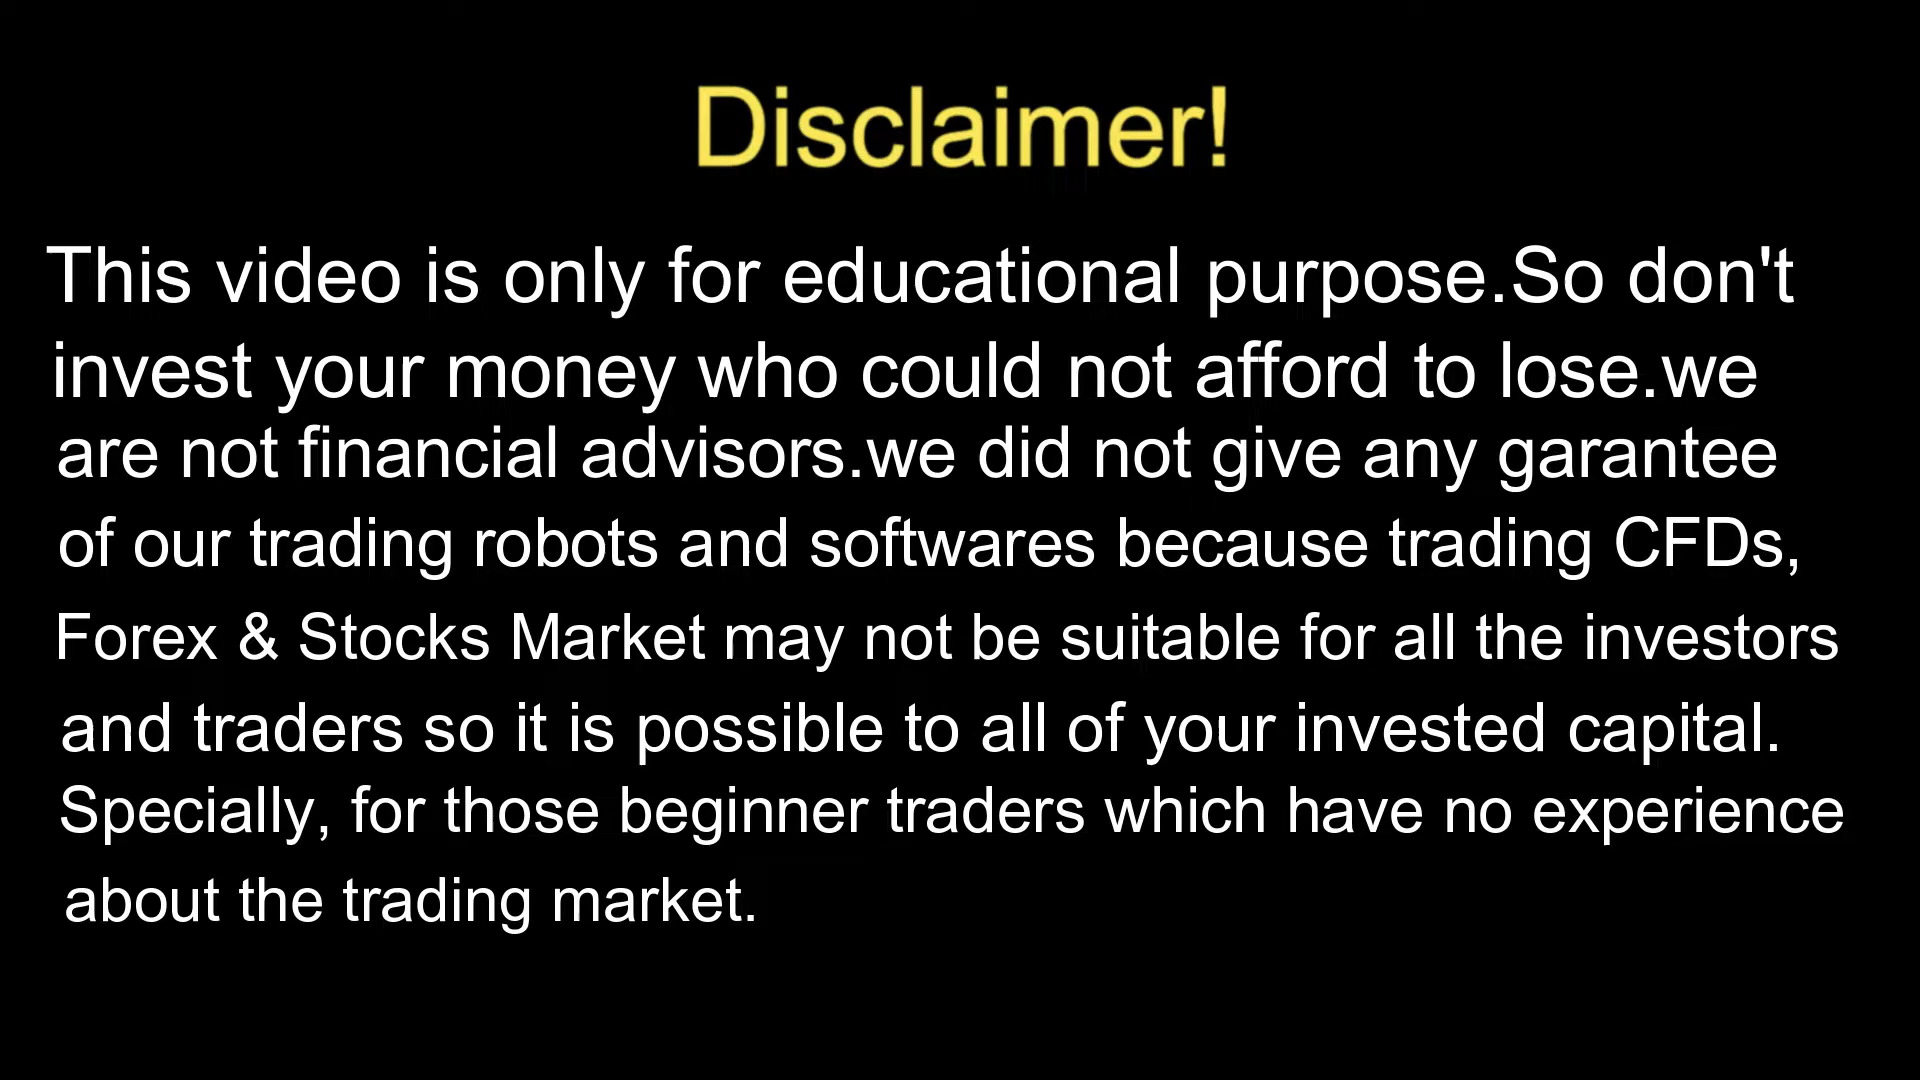 Disclaimer!
This video is only for educational purpose.So don't
invest your money who could not afford to lose.we
are not financial advisors.we did not give any garantee
of our trading robots and softwares because trading CFDs,
Forex & Stocks Market may not be suitable for all the investors
and traders so it is possible to all of your invested capital.
Specially, for those beginner traders which have no experience
about the trading market.